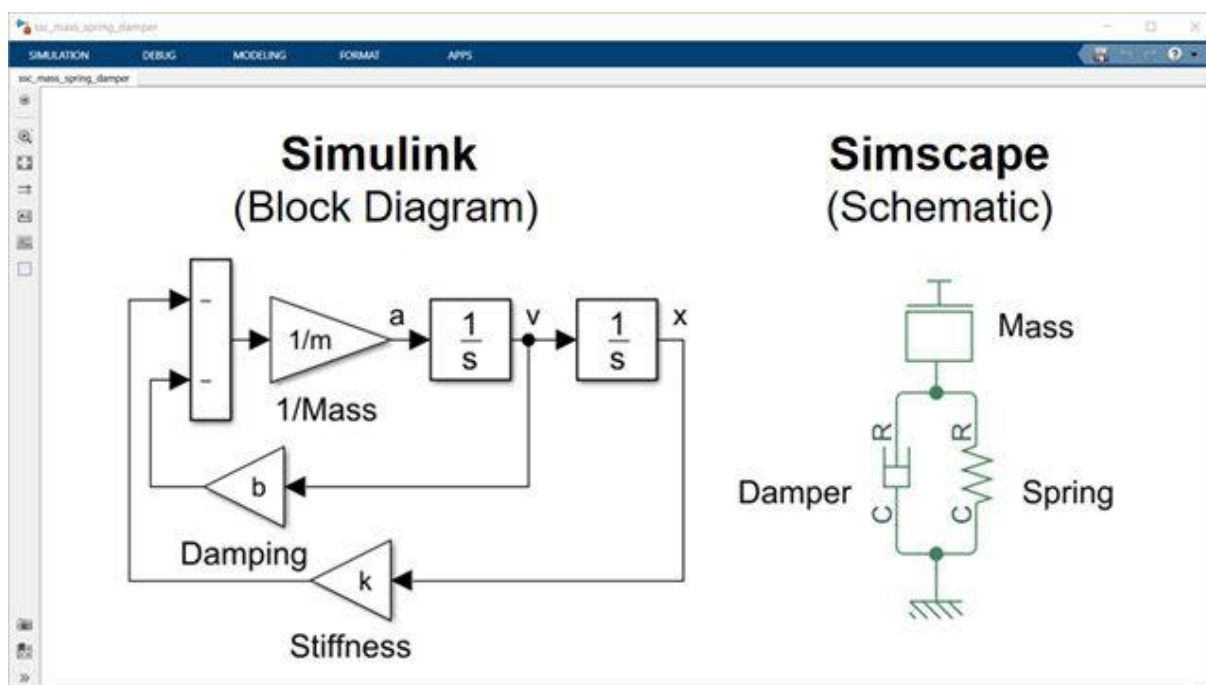 ssc_mass_spring_damper
SIMULATION DEBUG MODELING FORMAT APPS
ssc_mass_spring_damper
Simulink
(Block Diagram)
Simscape
(Schematic)
–
–
1/m
a
1
s
v
1
s
x
1/Mass
b
Damping
k
Stiffness
Mass
R
R
Damper
Spring
C
C